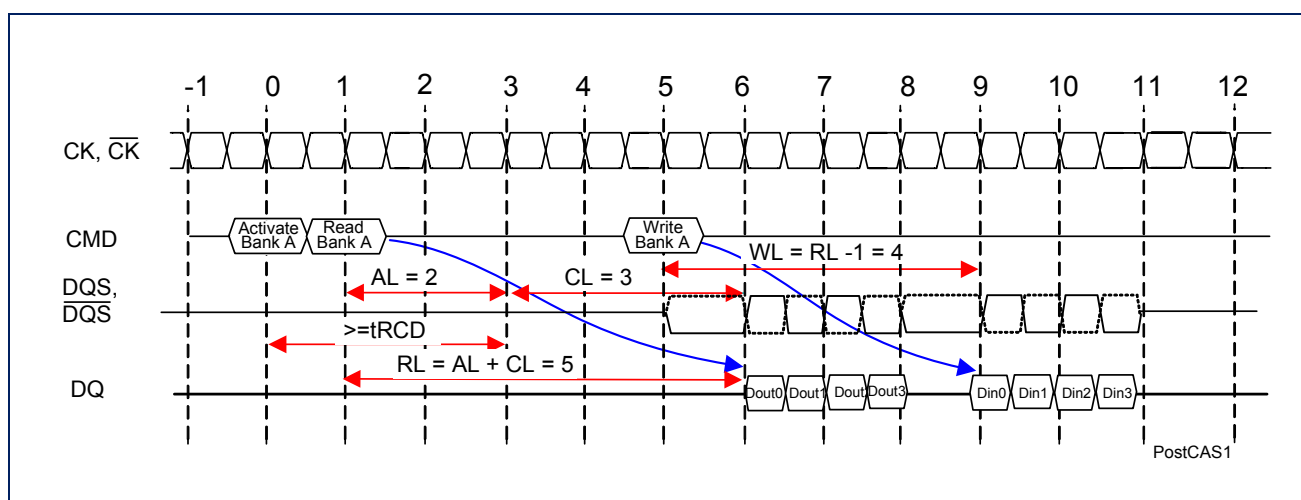 -1 0 1 2 3 4 5 6 7 8 9 10 11 12
CK, CK
CMD
Activate Bank A
Read Bank A
Write Bank A
WL = RL -1 = 4
AL = 2
CL = 3
DQS,
DQS
>=tRCD
RL = AL + CL = 5
DQ
Dout0 Dout1 Dout2 Dout3 Din0 Din1 Din2 Din3
PostCAS1